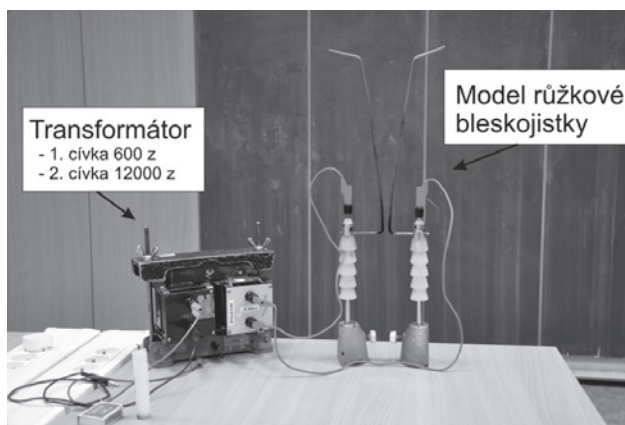 Transformátor
- 1. cívka 600 z
- 2. cívka 12000 z
Model růžkové
bleskojistky